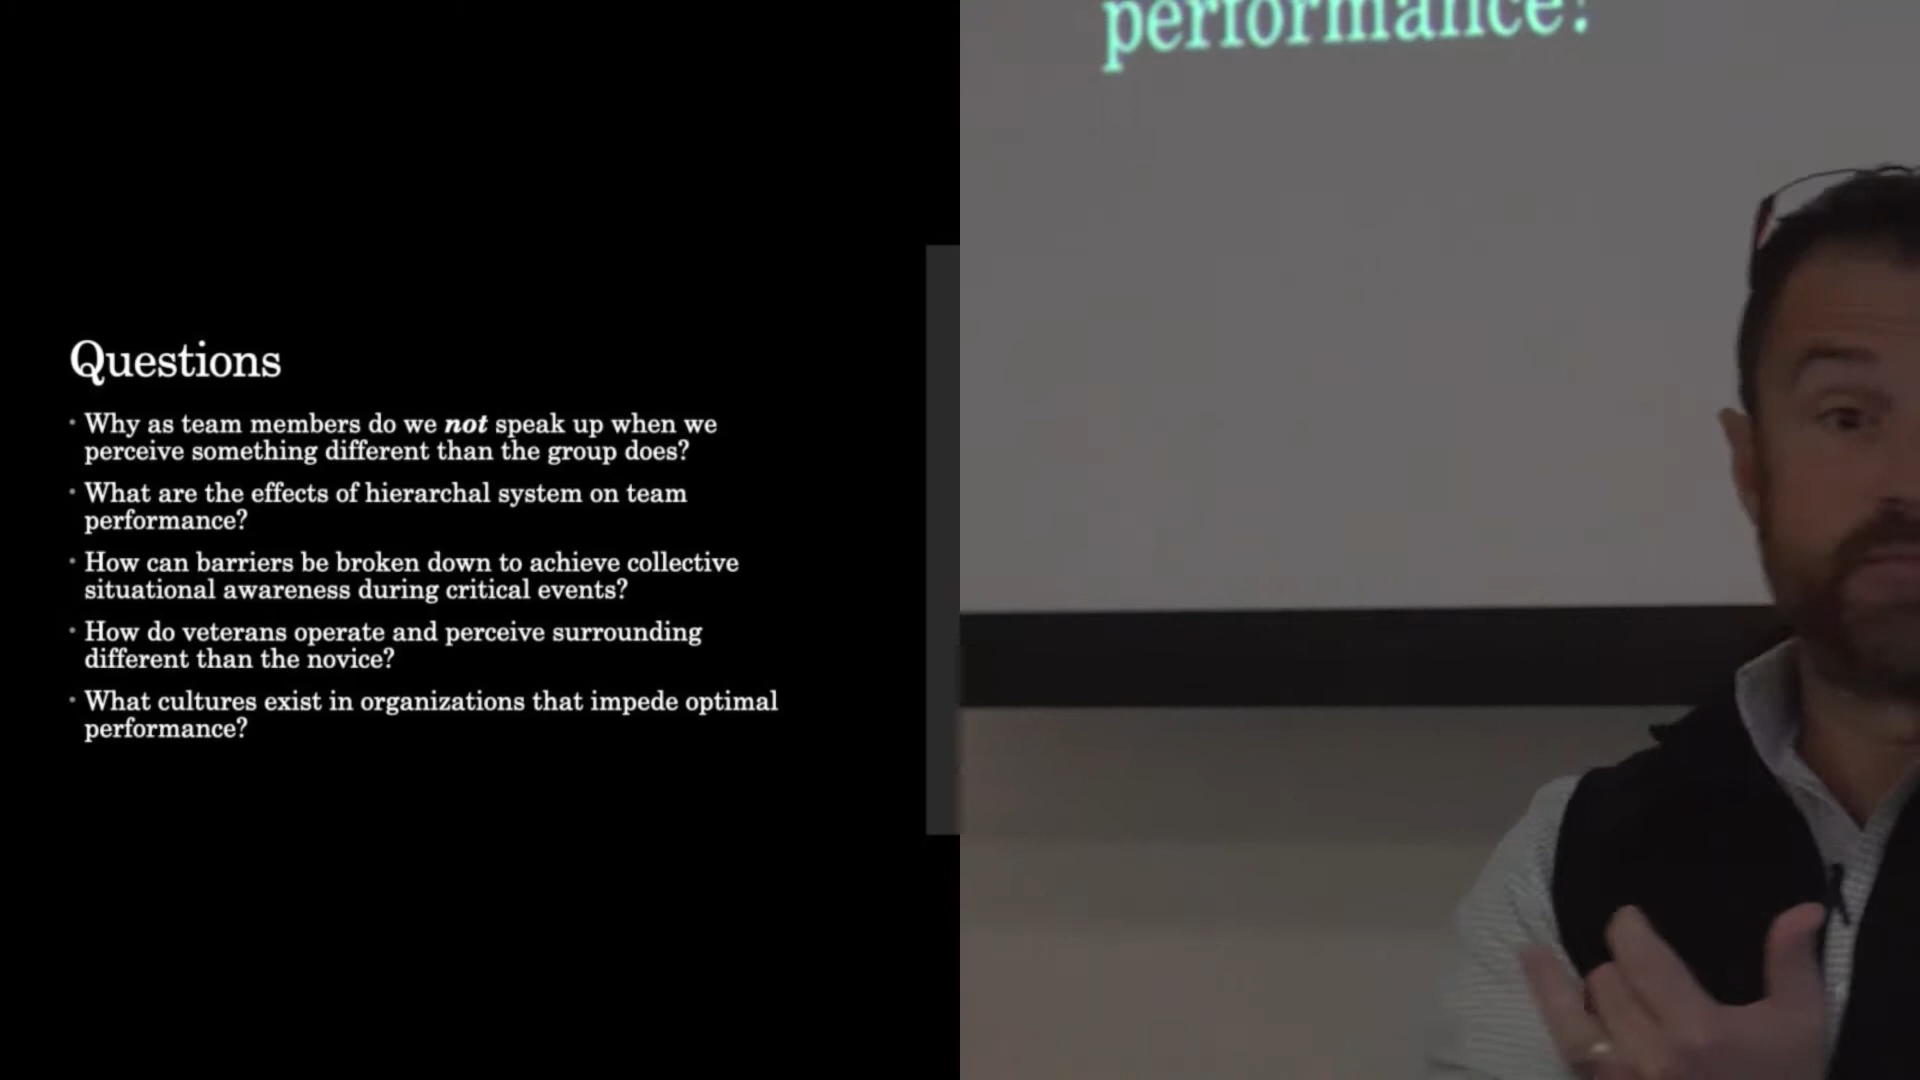 Questions
• Why as team members do we not speak up when we
perceive something different than the group does?
• What are the effects of hierarchal system on team
performance?
• How can barriers be broken down to achieve collective
situational awareness during critical events?
• How do veterans operate and perceive surrounding
different than the novice?
• What cultures exist in organizations that impede optimal
performance?
performance?